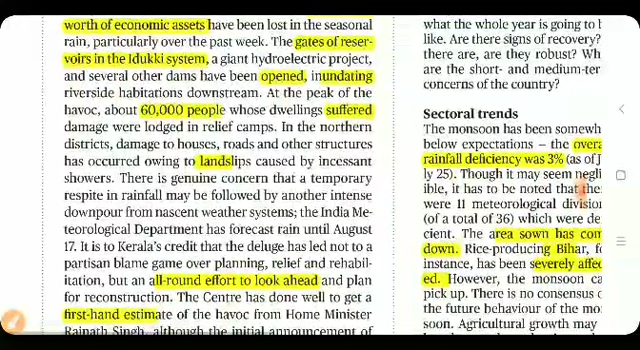 worth of economic assets have been lost in the seasonal
rain, particularly over the past week. The gates of reser-
voirs in the Idukki system, a giant hydroelectric project,
and several other dams have been opened, inundating
riverside habitations downstream. At the peak of the
havoc, about 60,000 people whose dwellings suffered
damage were lodged in relief camps. In the northern
districts, damage to houses, roads and other structures
has occurred owing to landslips caused by incessant
showers. There is genuine concern that a temporary
respite in rainfall may be followed by another intense
downpour from nascent weather systems; the India Me-
teorological Department has forecast rain until August
17. It is to Kerala's credit that the deluge has led not to a
partisan blame game over planning, relief and rehabil-
itation, but an all-round effort to look ahead and plan
for reconstruction. The Centre has done well to get a
first-hand estimate of the havoc from Home Minister
Rajnath Singh, although the initial announcement of
what the whole year is going to b
like. Are there signs of recovery?
there are, are they robust? Wh
are the short- and medium-ter
concerns of the country?
Sectoral trends
The monsoon has been somewh
below expectations – the overa
rainfall deficiency was 3% (as of J
ly 25). Though it may seem negli
ible, it has to be noted that the
were 11 meteorological divisio
(of a total of 36) which were de
cient. The area sown has com
down. Rice-producing Bihar, fo
instance, has been severely affec
ed. However, the monsoon ca
pick up. There is no consensus o
the future behaviour of the mo
soon. Agricultural growth may